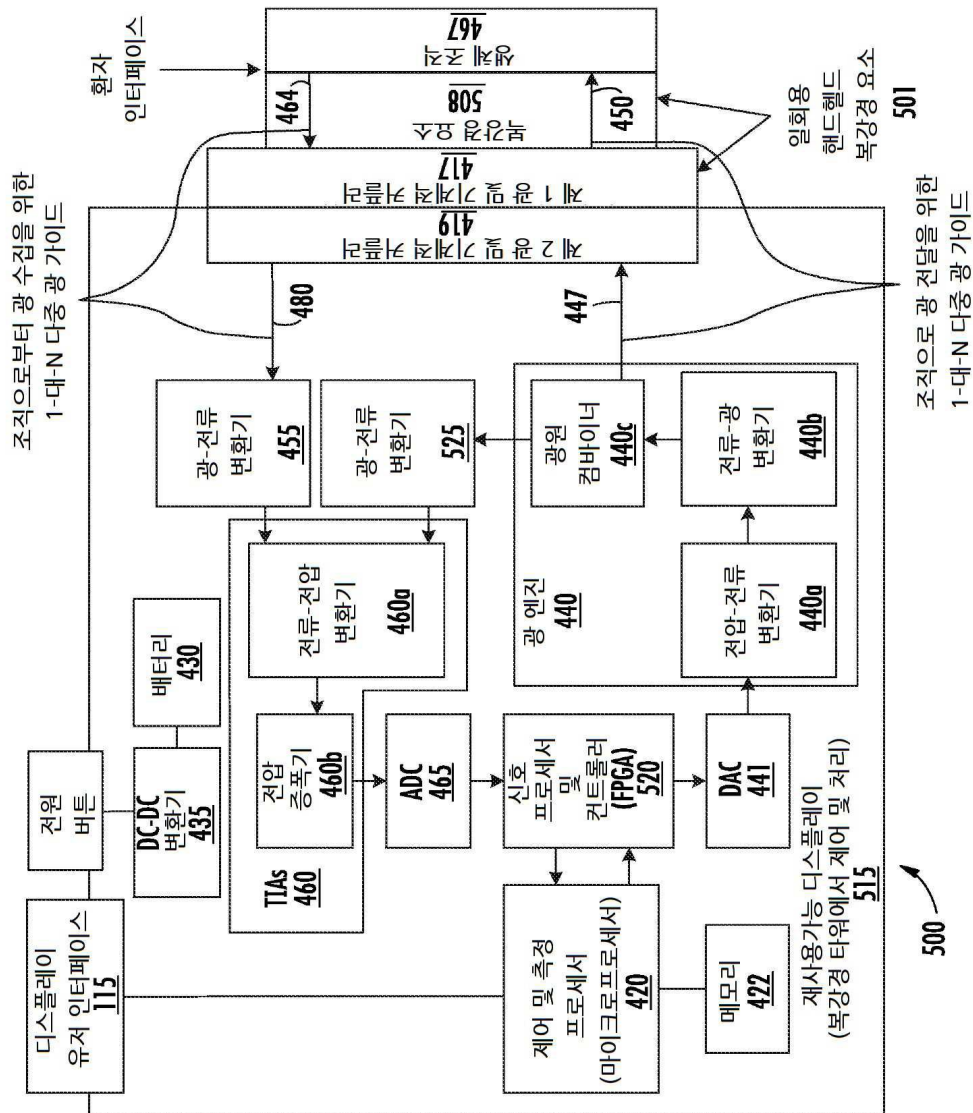 디스플레이
유저 인터페이스
115
전원
버튼
DC-DC
변환기
435
배터리
430
조직으로부터 광 수집을 위한
1-대-N 다중 광 가이드
환자
인터페이스
TIAs
460
전압
증폭기
460b
전류-전압
변환기
460a
광-전류
변환기
455
광-전류
변환기
525
480
제 2 광 및 기계적 커플러
419
제 1 광 및 기계적 커플러
417
464
복강경 요소
508
생체 조직
467
450
ADC
465
제어 및 측정
프로세서
(마이크로프로세서)
420
신호
프로세서
및
컨트롤러
(FPGA)
520
메모리
422
DAC
441
광 엔진
440
전압-전류
변환기
440a
전류-광
변환기
440b
광원
컴바이너
440c
447
일회용
핸드헬드
복강경 요소
501
재사용가능 디스플레이
(복강경 타워에서 제어 및 처리)
515
조직으로 광 전달을 위한
1-대-N 다중 광 가이드
500